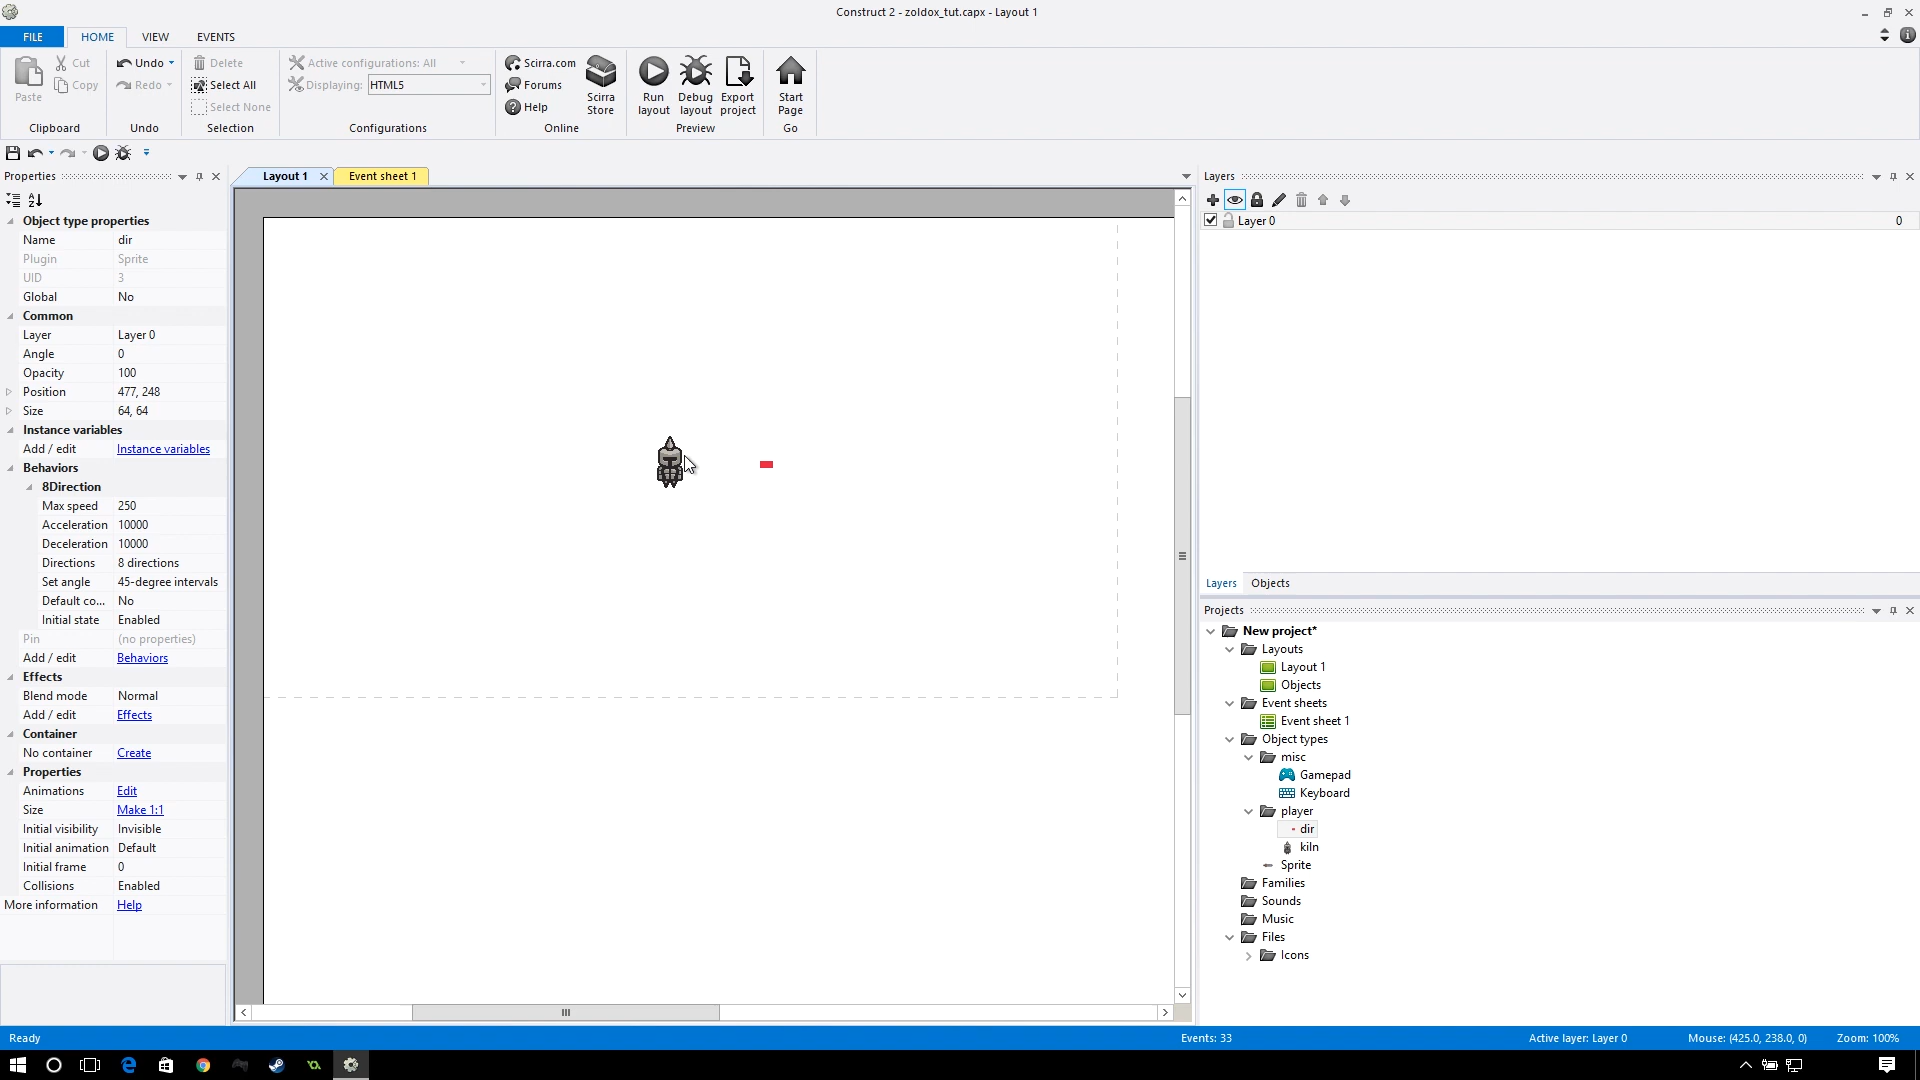 Construct 2 - zoldox_tut.capx - Layout 1
FILE HOME VIEW EVENTS
Paste
Cut
Copy
Clipboard
Undo
Redo
Undo
Delete
Select All
Select None
Selection
Active configurations: All
Displaying: HTML5
Configurations
Scirra.com
Forums
Help
Scirra Store
Online
Run layout
Debug layout
Export project
Preview
Start Page
Go
Properties
Object type properties
Name dir
Plugin Sprite
UID 3
Global No
Common
Layer Layer 0
Angle 0
Opacity 100
Position 477, 248
Size 64, 64
Instance variables
Add / edit Instance variables
Behaviors
8Direction
Max speed 250
Acceleration 10000
Deceleration 10000
Directions 8 directions
Set angle 45-degree intervals
Default co... No
Initial state Enabled
Pin (no properties)
Add / edit Behaviors
Effects
Blend mode Normal
Add / edit Effects
Container
No container Create
Properties
Animations Edit
Size Make 1:1
Initial visibility Invisible
Initial animation Default
Initial frame 0
Collisions Enabled
More information Help
Layout 1
Event sheet 1
Layers
Layer 0 0
Layers Objects
Projects
New project*
Layouts
Layout 1
Objects
Event sheets
Event sheet 1
Object types
misc
Gamepad
Keyboard
player
dir
kiln
Sprite
Families
Sounds
Music
Files
Icons
Ready
Events: 33
Active layer: Layer 0
Mouse: (425.0, 238.0, 0)
Zoom: 100%